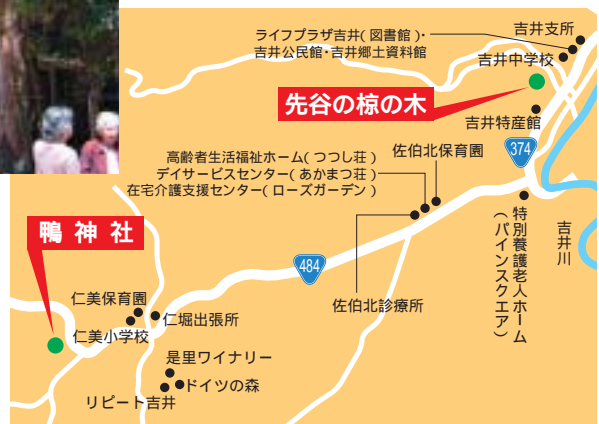 ライフプラザ吉井(図書館)・
吉井公民館・吉井郷土資料館
吉井支所
吉井中学校
先谷の椋の木
吉井特産館
374
高齢者生活福祉ホーム(つつじ荘)
デイサービスセンター(あかまつ荘)
在宅介護支援センター(ローズガーデン)
佐伯北保育園
特別養護老人ホーム
(パインスクエア)
吉井川
鴨神社
484
佐伯北診療所
仁美保育園
仁堀出張所
仁美小学校
是里ワイナリー
ドイツの森
リピート吉井